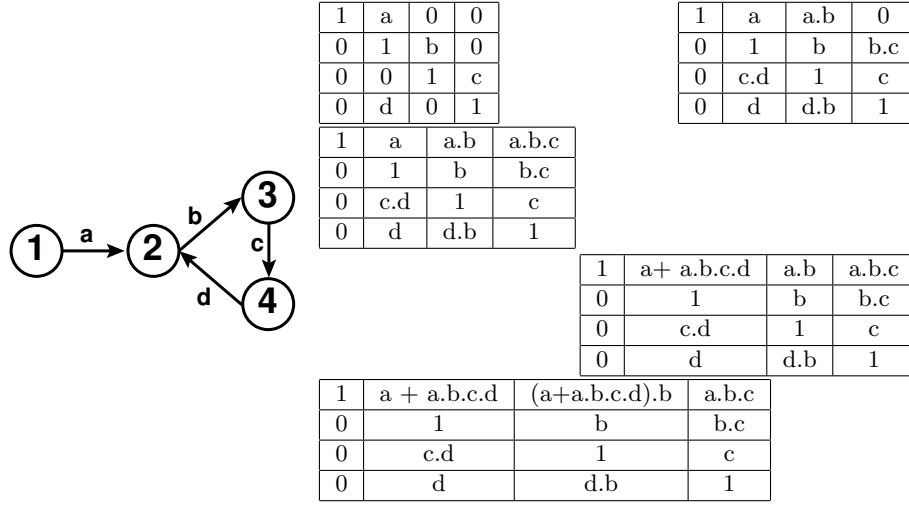 1 a 0 0
0 1 b 0
0 0 1 c
0 d 0 1
1 a a.b 0
0 1 b b.c
0 c.d 1 c
0 d d.b 1
1 a a.b a.b.c
0 1 b b.c
0 c.d 1 c
0 d d.b 1
1 a 2 b 3 c 4 d
1 a+ a.b.c.d a.b a.b.c
0 1 b b.c
0 c.d 1 c
0 d d.b 1
1 a + a.b.c.d (a+a.b.c.d).b a.b.c
0 1 b b.c
0 c.d 1 c
0 d d.b 1